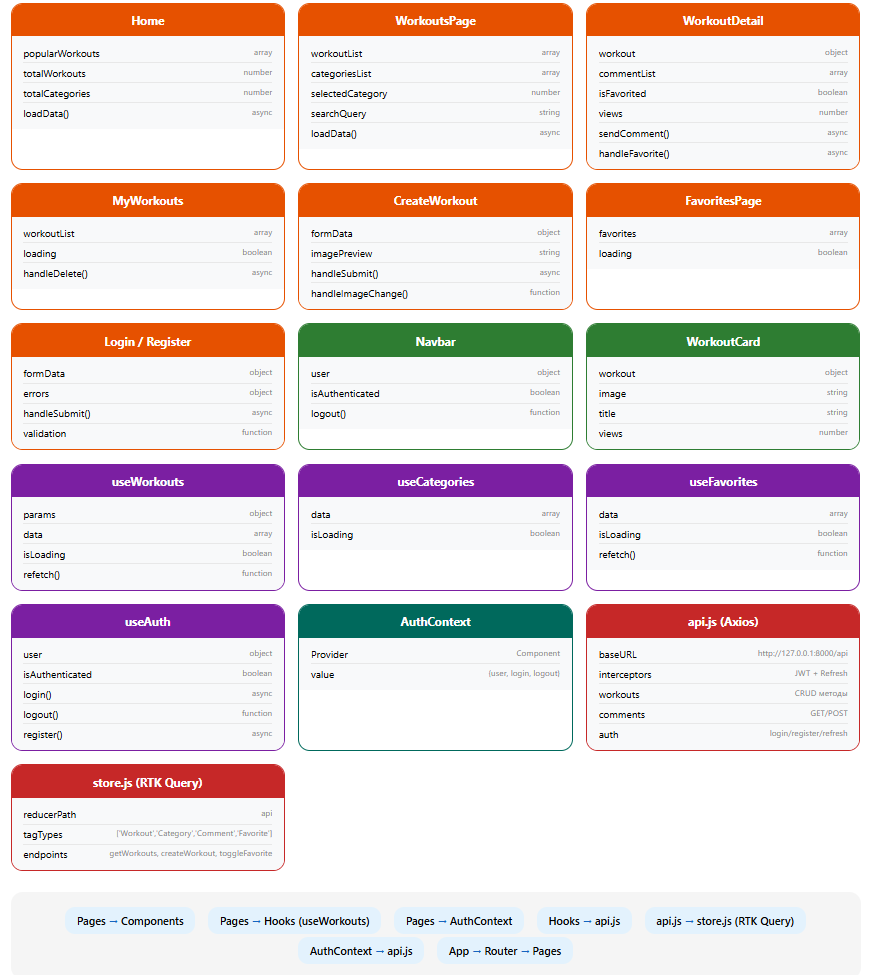 Home
popularWorkouts array
totalWorkouts number
totalCategories number
loadData() async
WorkoutsPage
workoutList array
categoriesList array
selectedCategory number
searchQuery string
loadData() async
WorkoutDetail
workout object
commentList array
isFavorited boolean
views number
sendComment() async
handleFavorite() async
MyWorkouts
workoutList array
loading boolean
handleDelete() async
CreateWorkout
formData object
imagePreview string
handleSubmit() async
handleImageChange() function
FavoritesPage
favorites array
loading boolean
Login / Register
formData object
errors object
handleSubmit() async
validation function
Navbar
user object
isAuthenticated boolean
logout() function
WorkoutCard
workout object
image string
title string
views number
useWorkouts
params object
data array
isLoading boolean
refetch() function
useCategories
data array
isLoading boolean
useFavorites
data array
isLoading boolean
refetch() function
useAuth
user object
isAuthenticated boolean
login() async
logout() function
register() async
AuthContext
Provider Component
value {user, login, logout}
api.js (Axios)
baseURL http://127.0.0.1:8000/api
interceptors JWT + Refresh
workouts CRUD методы
comments GET/POST
auth login/register/refresh
store.js (RTK Query)
reducerPath api
tagTypes ['Workout','Category','Comment','Favorite']
endpoints getWorkouts, createWorkout, toggleFavorite
Pages → Components Pages → Hooks (useWorkouts) Pages → AuthContext Hooks → api.js api.js → store.js (RTK Query)
AuthContext → api.js App → Router → Pages